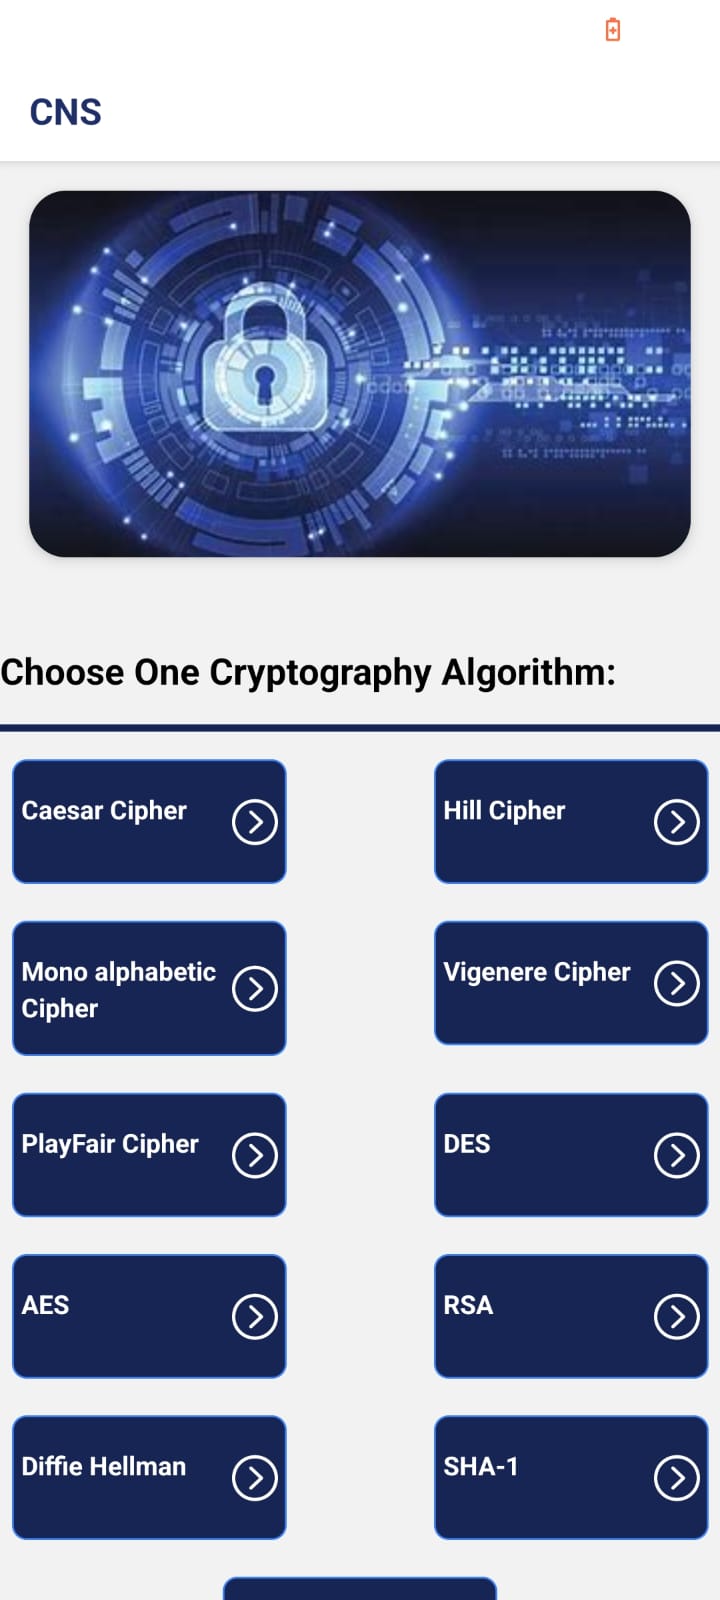 CNS
Choose One Cryptography Algorithm:
Caesar Cipher
Hill Cipher
Mono alphabetic
Cipher
Vigenere Cipher
PlayFair Cipher
DES
AES
RSA
Diffie Hellman
SHA-1